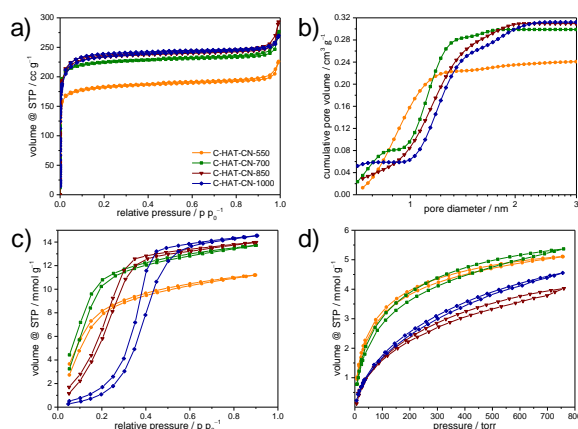 a)
volume @ STP / cc g⁻¹
300
250
200
150
100
50
0
C-HAT-CN-550
C-HAT-CN-700
C-HAT-CN-850
C-HAT-CN-1000
0.0 0.2 0.4 0.6 0.8 1.0
relative pressure / p p₀⁻¹
b)
cumulative pore volume / cm³ g⁻¹
0.32
0.28
0.24
0.20
0.16
0.12
0.08
0.04
0.00
1 2 3
pore diameter / nm
c)
volume @ STP / mmol g⁻¹
14
12
10
8
6
4
2
0
0.0 0.2 0.4 0.6 0.8 1.0
relative pressure / p p₀⁻¹
d)
volume @ STP / mmol g⁻¹
6
5
4
3
2
1
0 100 200 300 400 500 600 700 800
pressure / torr